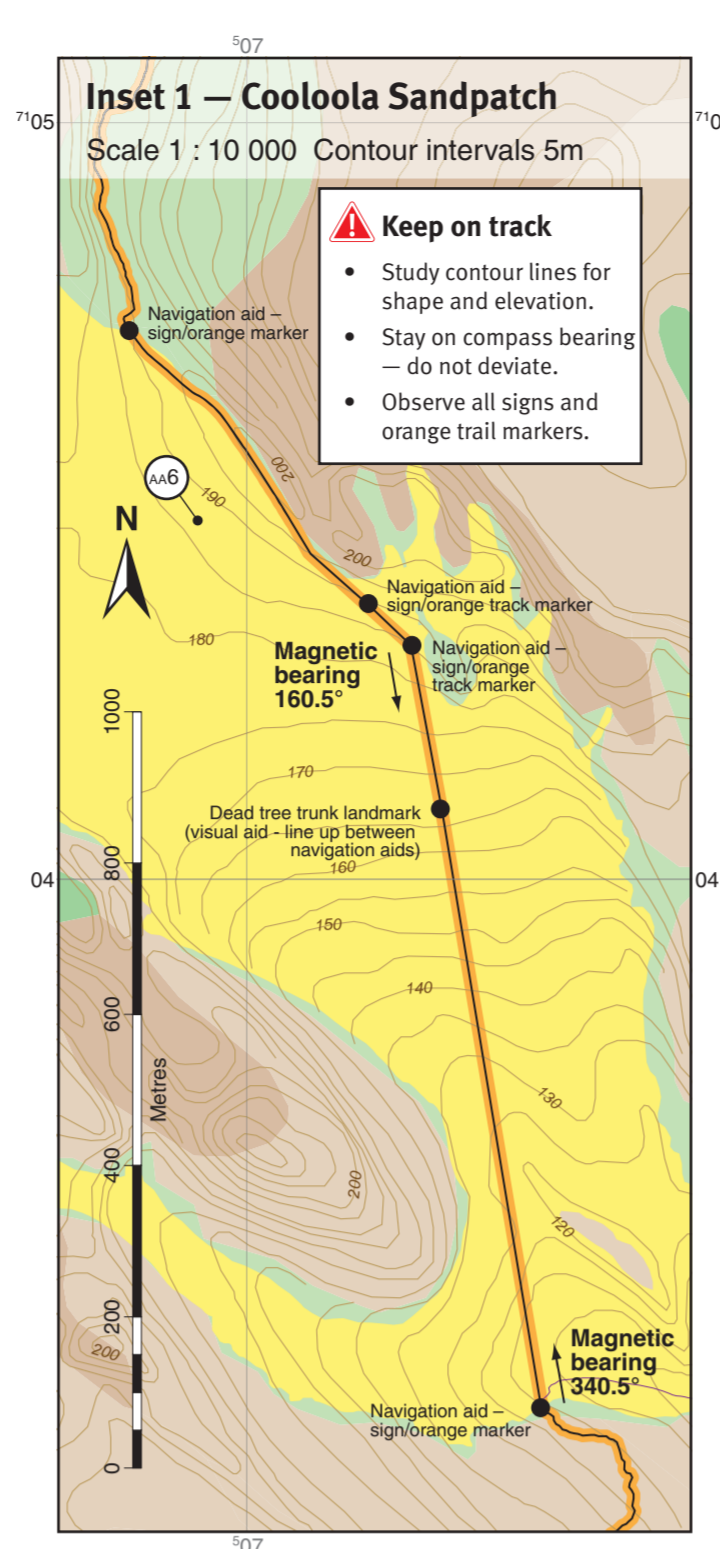 507
Inset 1 — Cooloola Sandpatch
7105
710
Scale 1 : 10 000 Contour intervals 5m
Keep on track
• Study contour lines for
shape and elevation.
• Stay on compass bearing
— do not deviate.
• Observe all signs and
orange trail markers.
Navigation aid –
sign/orange marker
200
AA6
190
N
200
Navigation aid –
sign/orange track marker
180
Magnetic
bearing
160.5°
Navigation aid –
sign/orange
track marker
1000
170
Dead tree trunk landmark
(visual aid - line up between
navigation aids)
800
160
04
04
150
140
600
Metres
130
400
200
120
200
200
Magnetic
bearing
340.5°
Navigation aid –
sign/orange marker
0
507